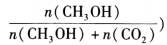 n(CH₃OH)
n(CH₃OH) + n(CO₂)
)